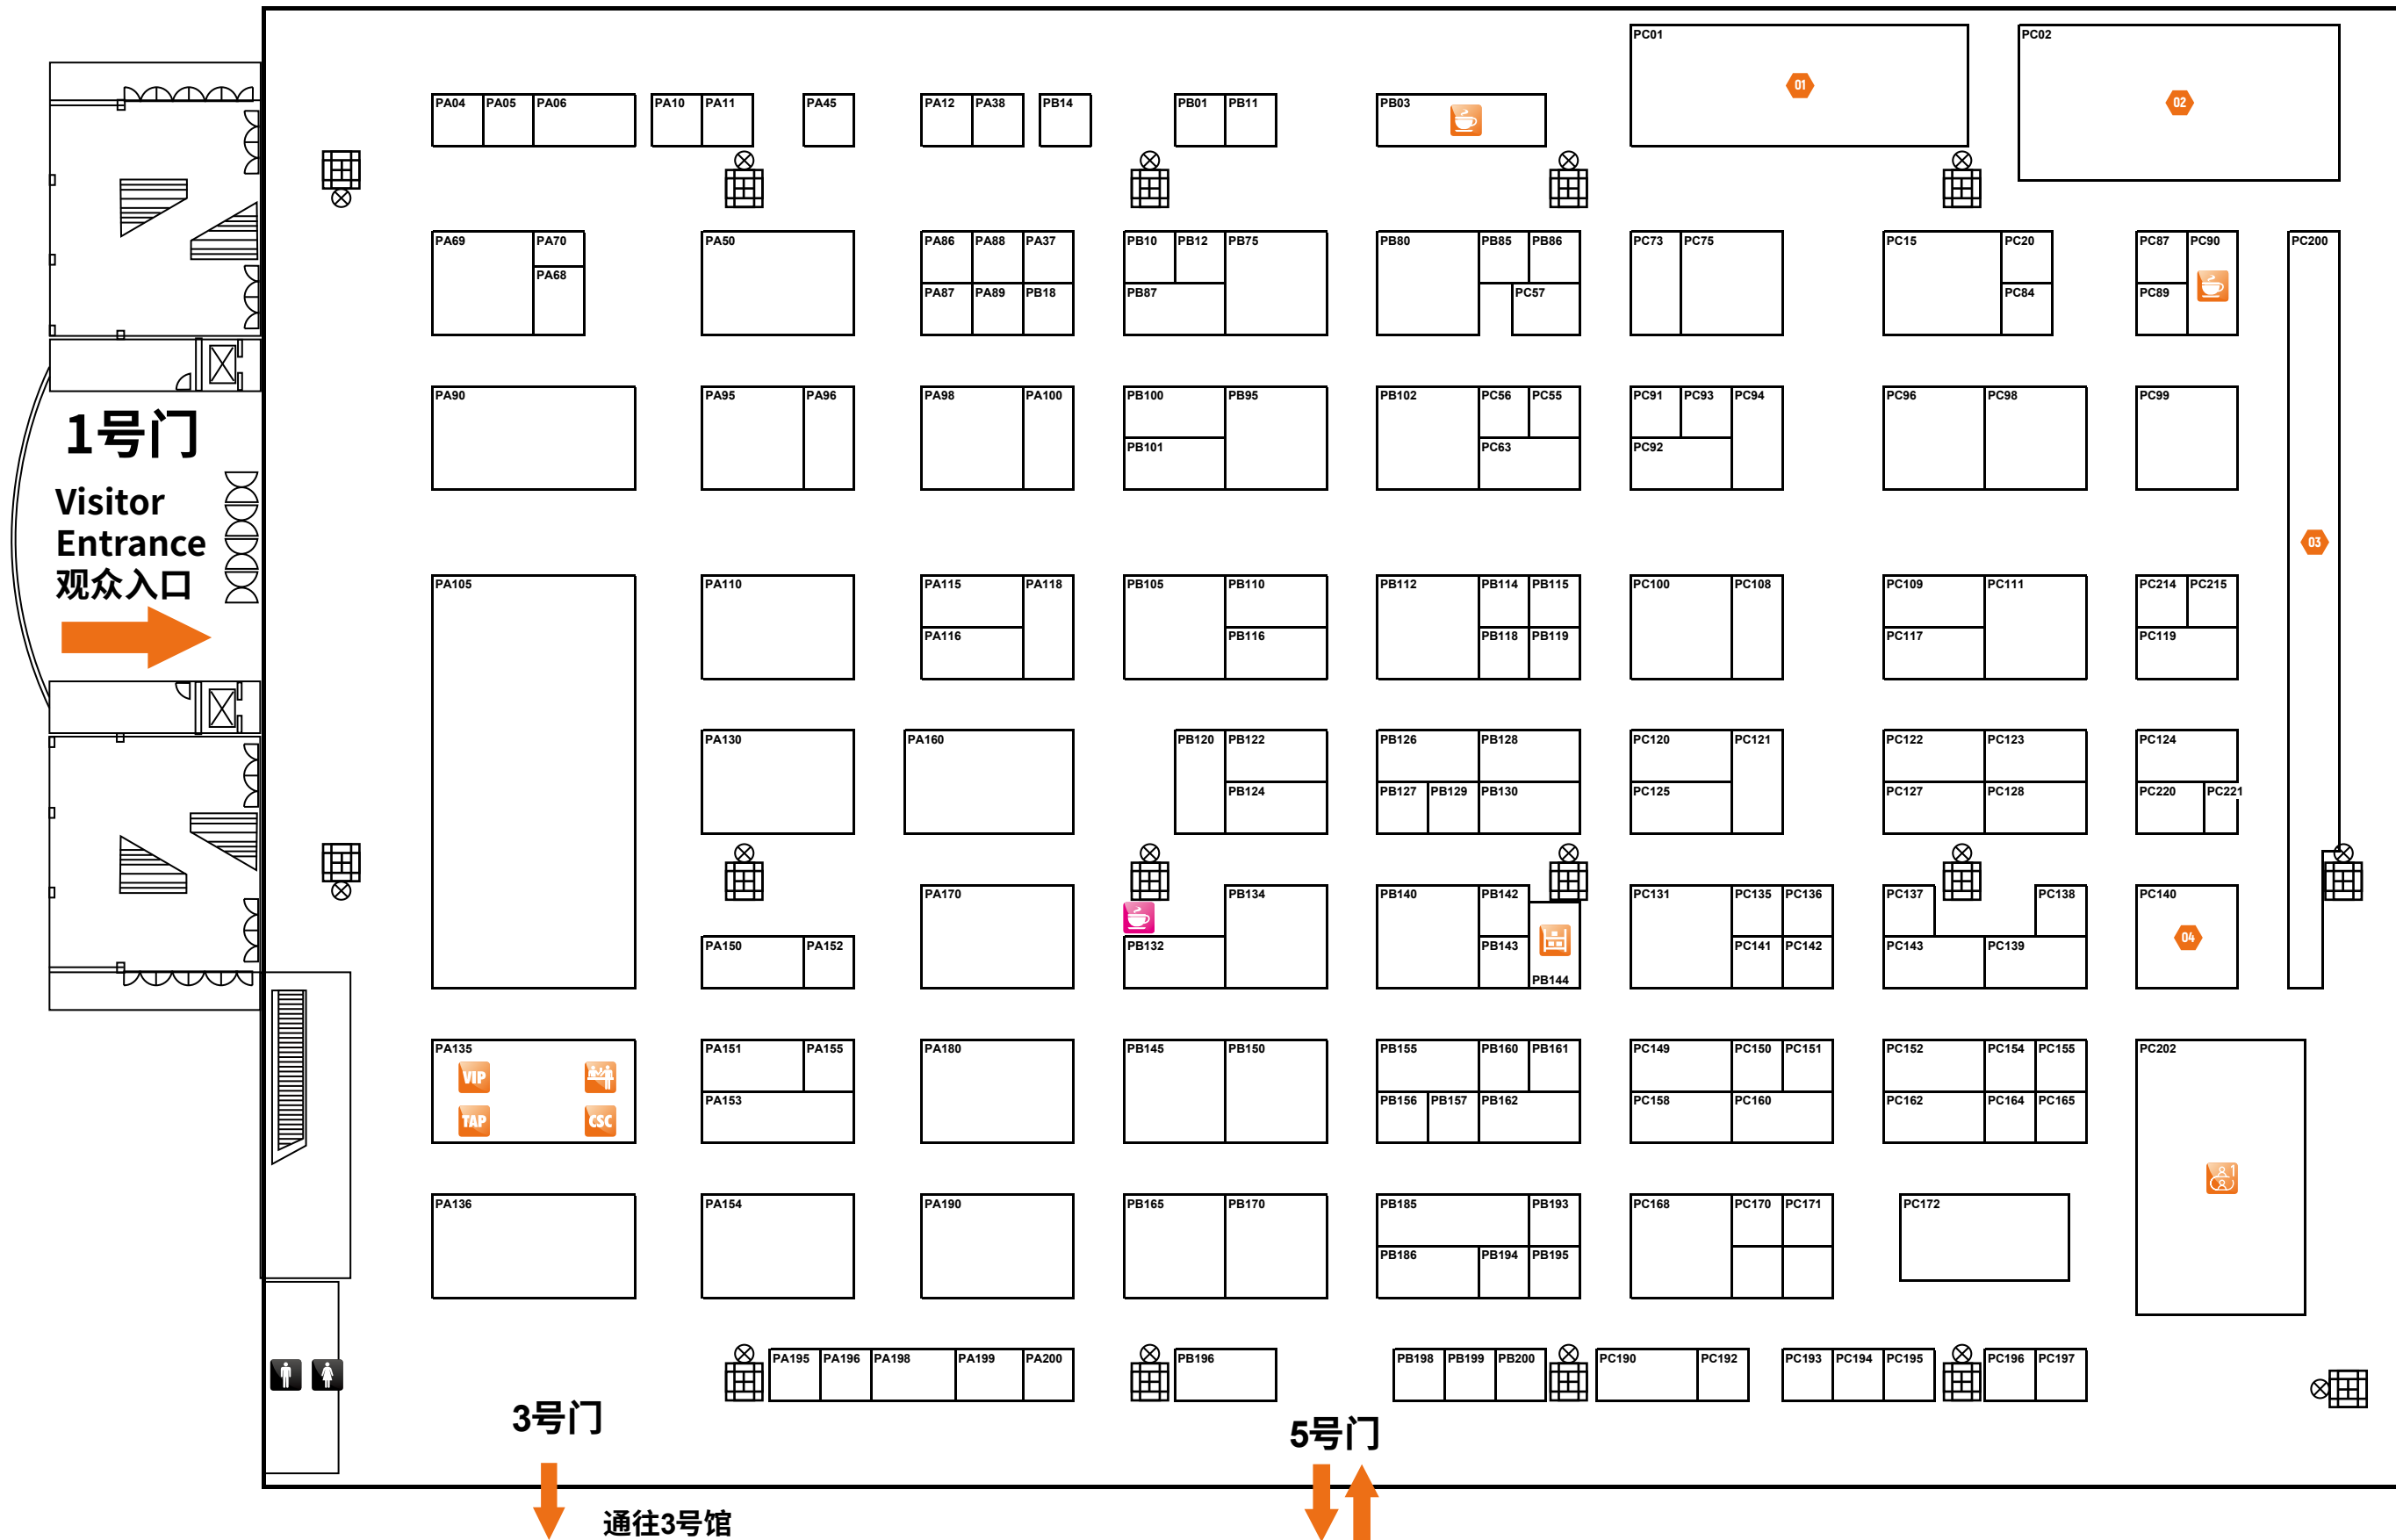 PC01
PC02
01
02
PA04 PA05 PA06 PA10 PA11 PA45 PA12 PA38 PB14 PB01 PB11 PB03
PA69 PA70 PA50 PA86 PA88 PA37 PB10 PB12 PB75 PB80 PB85 PB86 PC73 PC75 PC15 PC20 PC87 PC90 PC200
PA68
PA87 PA89 PB18 PB87 PC57 PC84 PC89
PA90 PA95 PA96 PA98 PA100 PB100 PB95 PB102 PC56 PC55 PC91 PC93 PC94 PC96 PC98 PC99
1号门
PB101 PC63 PC92
Visitor
Entrance
观众入口
03
PA105 PA110 PA115 PA118 PB105 PB110 PB112 PB114 PB115 PC100 PC108 PC109 PC111 PC214 PC215
PA116 PB116 PB118 PB119 PC117 PC119
PA130 PA160 PB120 PB122 PB126 PB128 PC120 PC121 PC122 PC123 PC124
PB124 PB127 PB129 PB130 PC125 PC127 PC128 PC220 PC221
PA170 PB134 PB140 PB142 PC131 PC135 PC136 PC137 PC138 PC140
04
PA150 PA152 PB132 PB143 PC141 PC142 PC143 PC139
PB144
PA135 PA151 PA155 PA180 PB145 PB150 PB155 PB160 PB161 PC149 PC150 PC151 PC152 PC154 PC155 PC202
VIP
PA153 PB156 PB157 PB162 PC158 PC160 PC162 PC164 PC165
TAP CSC
1
PA136 PA154 PA190 PB165 PB170 PB185 PB193 PC168 PC170 PC171 PC172
PB186 PB194 PB195
PA195 PA196 PA198 PA199 PA200 PB196 PB198 PB199 PB200 PC190 PC192 PC193 PC194 PC195 PC196 PC197
3号门
5号门
通往3号馆